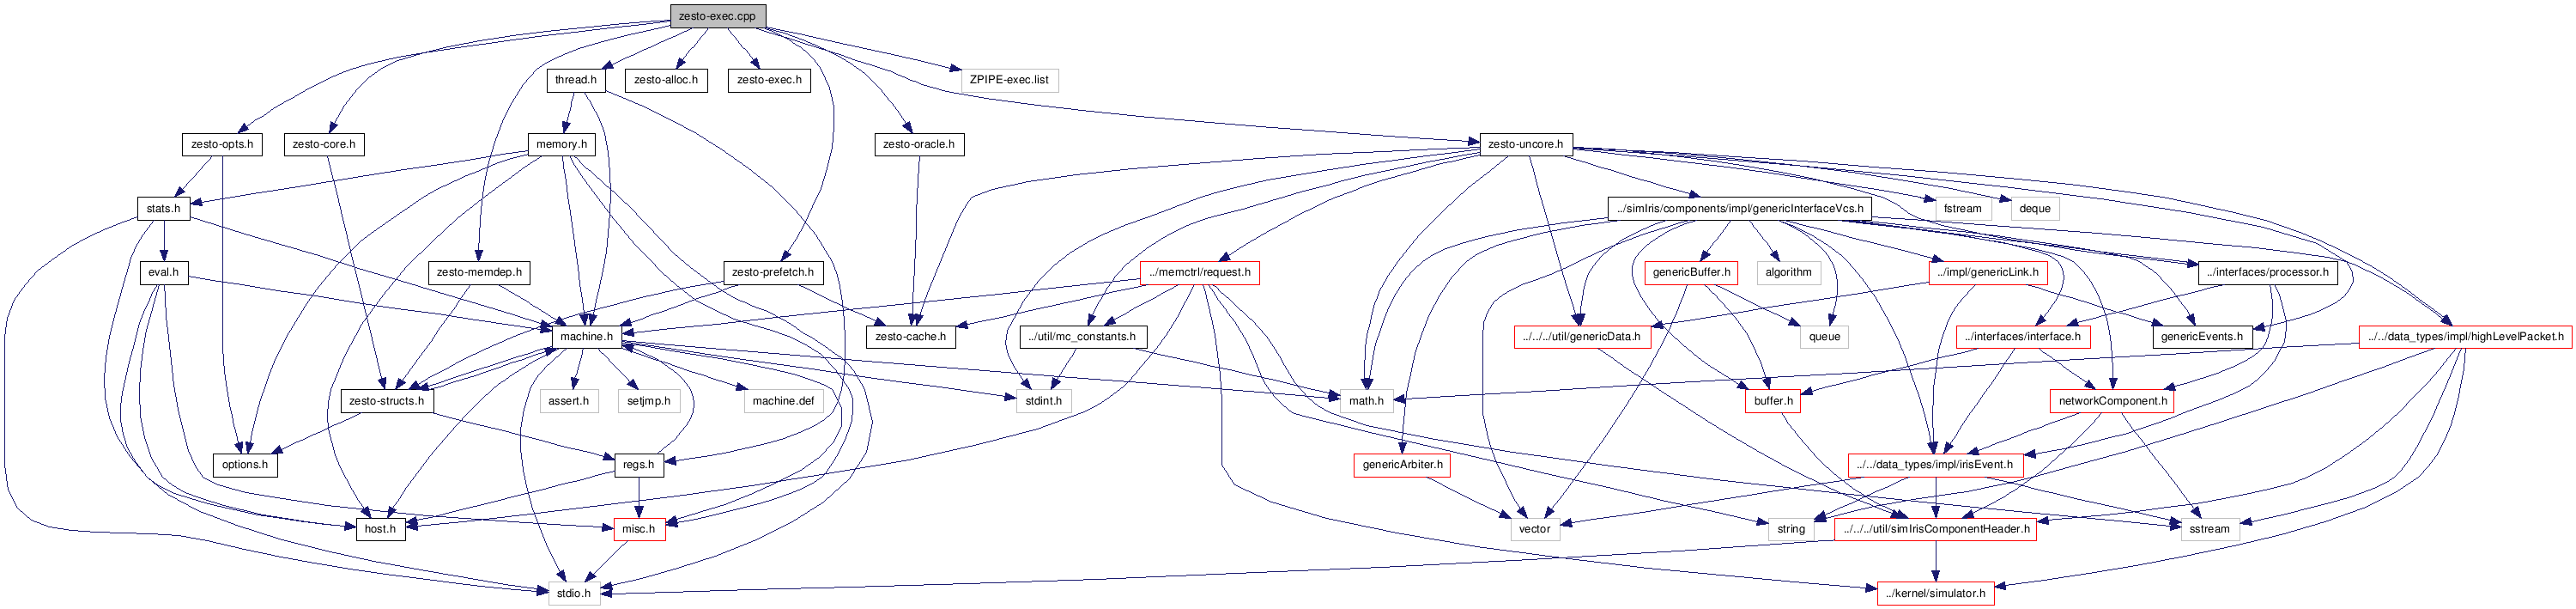 zesto-exec.cpp
thread.h
zesto-alloc.h
zesto-exec.h
ZPIPE-exec.list
zesto-opts.h
zesto-core.h
memory.h
zesto-oracle.h
zesto-uncore.h
stats.h
../simIris/components/impl/genericInterfaceVcs.h
fstream
deque
eval.h
zesto-memdep.h
zesto-prefetch.h
../memctrl/request.h
genericBuffer.h
algorithm
../impl/genericLink.h
../interfaces/processor.h
machine.h
zesto-cache.h
../util/mc_constants.h
../../../util/genericData.h
queue
../interfaces/interface.h
genericEvents.h
../../data_types/impl/highLevelPacket.h
zesto-structs.h
assert.h
setjmp.h
machine.def
stdint.h
math.h
buffer.h
networkComponent.h
options.h
regs.h
genericArbiter.h
../../data_types/impl/irisEvent.h
host.h
misc.h
vector
string
../../../util/simIrisComponentHeader.h
sstream
stdio.h
../kernel/simulator.h